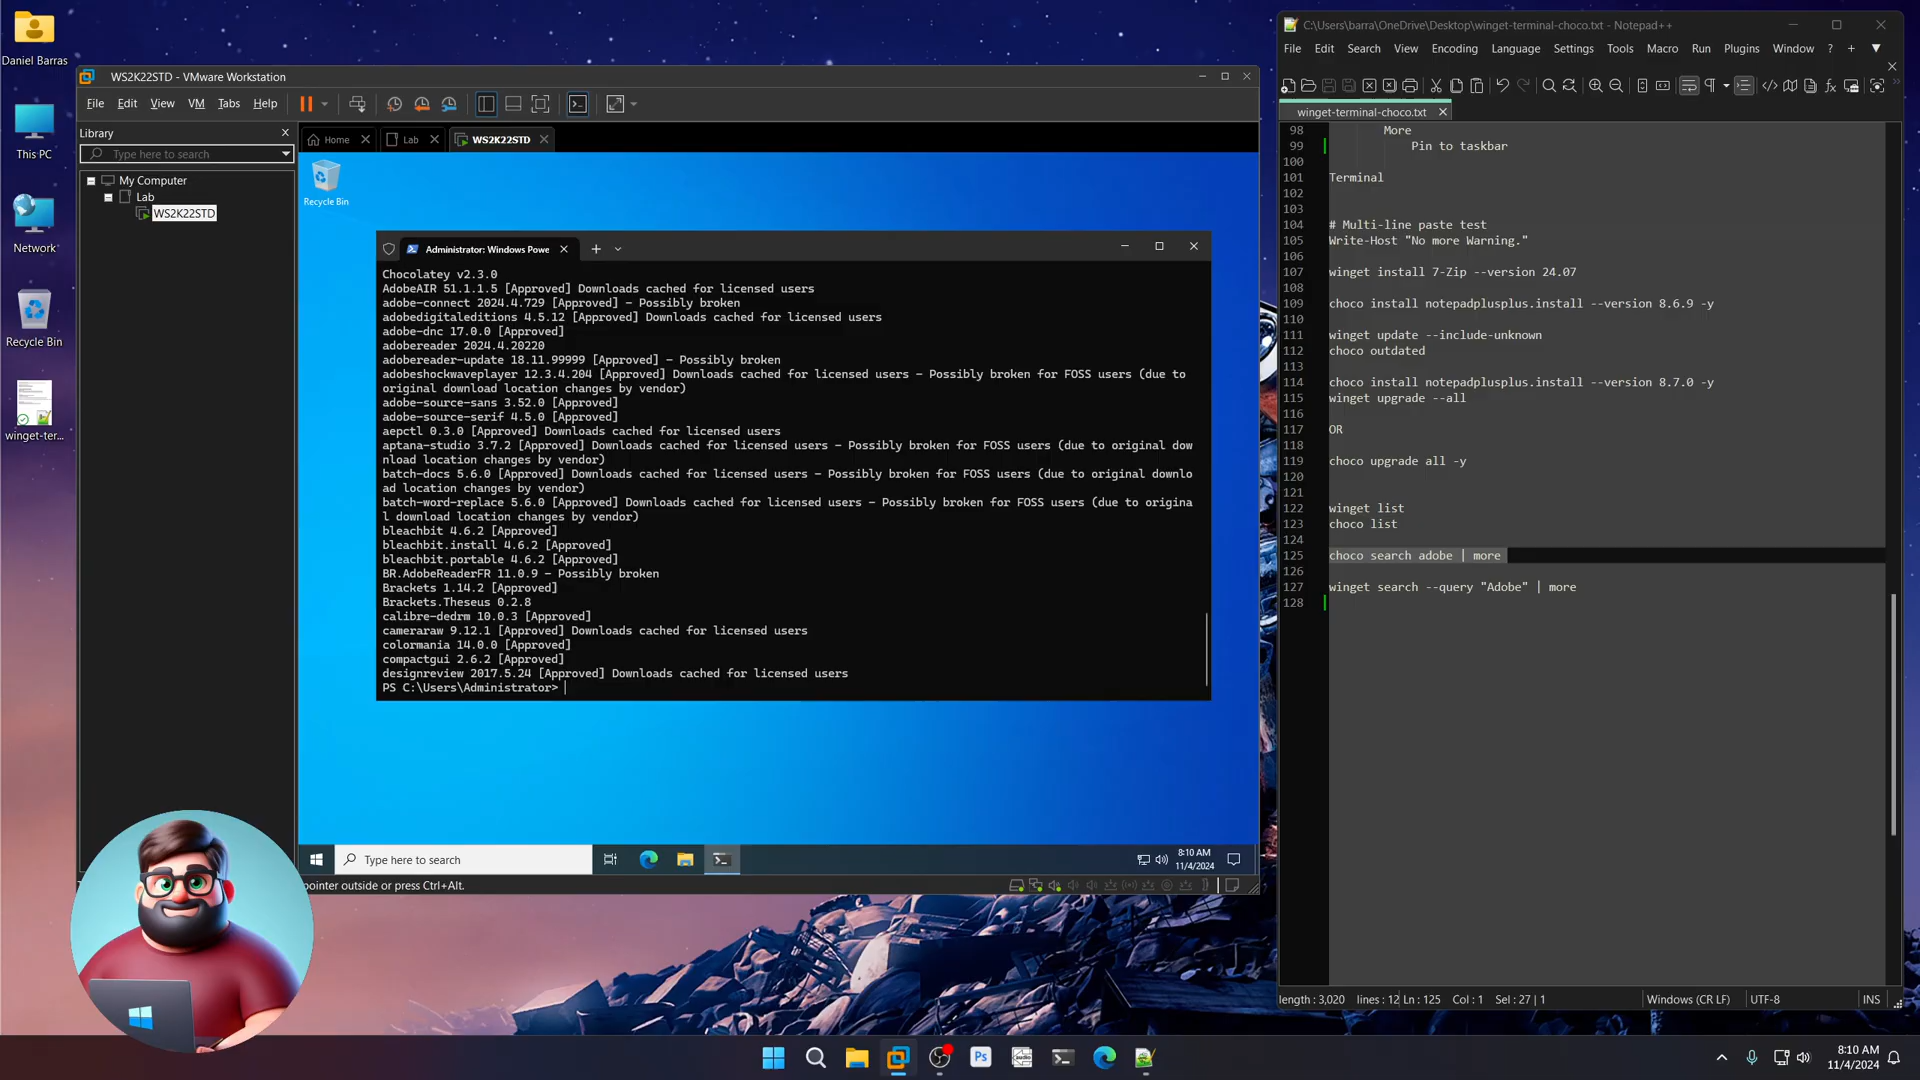 Daniel Barras
This PC
Network
Recycle Bin
winget-ter...
WS2K22STD - VMware Workstation
File Edit View VM Tabs Help
Library
Type here to search
My Computer
Lab
WS2K22STD
Home
Lab
WS2K22STD
Recycle Bin
Administrator: Windows Powe
Chocolatey v2.3.0
AdobeAIR 51.1.1.5 [Approved] Downloads cached for licensed users
adobe-connect 2024.4.729 [Approved] - Possibly broken
adobedigitaleditions 4.5.12 [Approved] Downloads cached for licensed users
adobe-dnc 17.0.0 [Approved]
adobereader 2024.4.20220
adobereader-update 18.11.99999 [Approved] - Possibly broken
adobeshockwaveplayer 12.3.4.204 [Approved] Downloads cached for licensed users - Possibly broken for FOSS users (due to
original download location changes by vendor)
adobe-source-sans 3.52.0 [Approved]
adobe-source-serif 4.5.0 [Approved]
aepctl 0.3.0 [Approved] Downloads cached for licensed users
aptana-studio 3.7.2 [Approved] Downloads cached for licensed users - Possibly broken for FOSS users (due to original dow
nload location changes by vendor)
batch-docs 5.6.0 [Approved] Downloads cached for licensed users - Possibly broken for FOSS users (due to original downlo
ad location changes by vendor)
batch-word-replace 5.6.0 [Approved] Downloads cached for licensed users - Possibly broken for FOSS users (due to origina
l download location changes by vendor)
bleachbit 4.6.2 [Approved]
bleachbit.install 4.6.2 [Approved]
bleachbit.portable 4.6.2 [Approved]
BR.AdobeReaderFR 11.0.9 - Possibly broken
Brackets 1.14.2 [Approved]
Brackets.Theseus 0.2.8
calibre-dedrm 10.0.3 [Approved]
cameraraw 9.12.1 [Approved] Downloads cached for licensed users
colormania 14.0.0 [Approved]
compactgui 2.6.2 [Approved]
designreview 2017.5.24 [Approved] Downloads cached for licensed users
PS C:\Users\Administrator>
Type here to search
8:10 AM
11/4/2024
pointer outside or press Ctrl+Alt.
C:\Users\barra\OneDrive\Desktop\winget-terminal-choco.txt - Notepad++
File Edit Search View Encoding Language Settings Tools Macro Run Plugins Window ?
winget-terminal-choco.txt
98 More
99 Pin to taskbar
100
101 Terminal
102
103
104 # Multi-line paste test
105 Write-Host "No more Warning."
106
107 winget install 7-Zip --version 24.07
108
109 choco install notepadplusplus.install --version 8.6.9 -y
110
111 winget update --include-unknown
112 choco outdated
113
114 choco install notepadplusplus.install --version 8.7.0 -y
115 winget upgrade --all
116
117 OR
118
119 choco upgrade all -y
120
121
122 winget list
123 choco list
124
125 choco search adobe | more
126
127 winget search --query "Adobe" | more
128
length : 3,020 lines : 12 Ln : 125 Col : 1 Sel : 27 | 1 Windows (CR LF) UTF-8 INS
Ps
8:10 AM
11/4/2024